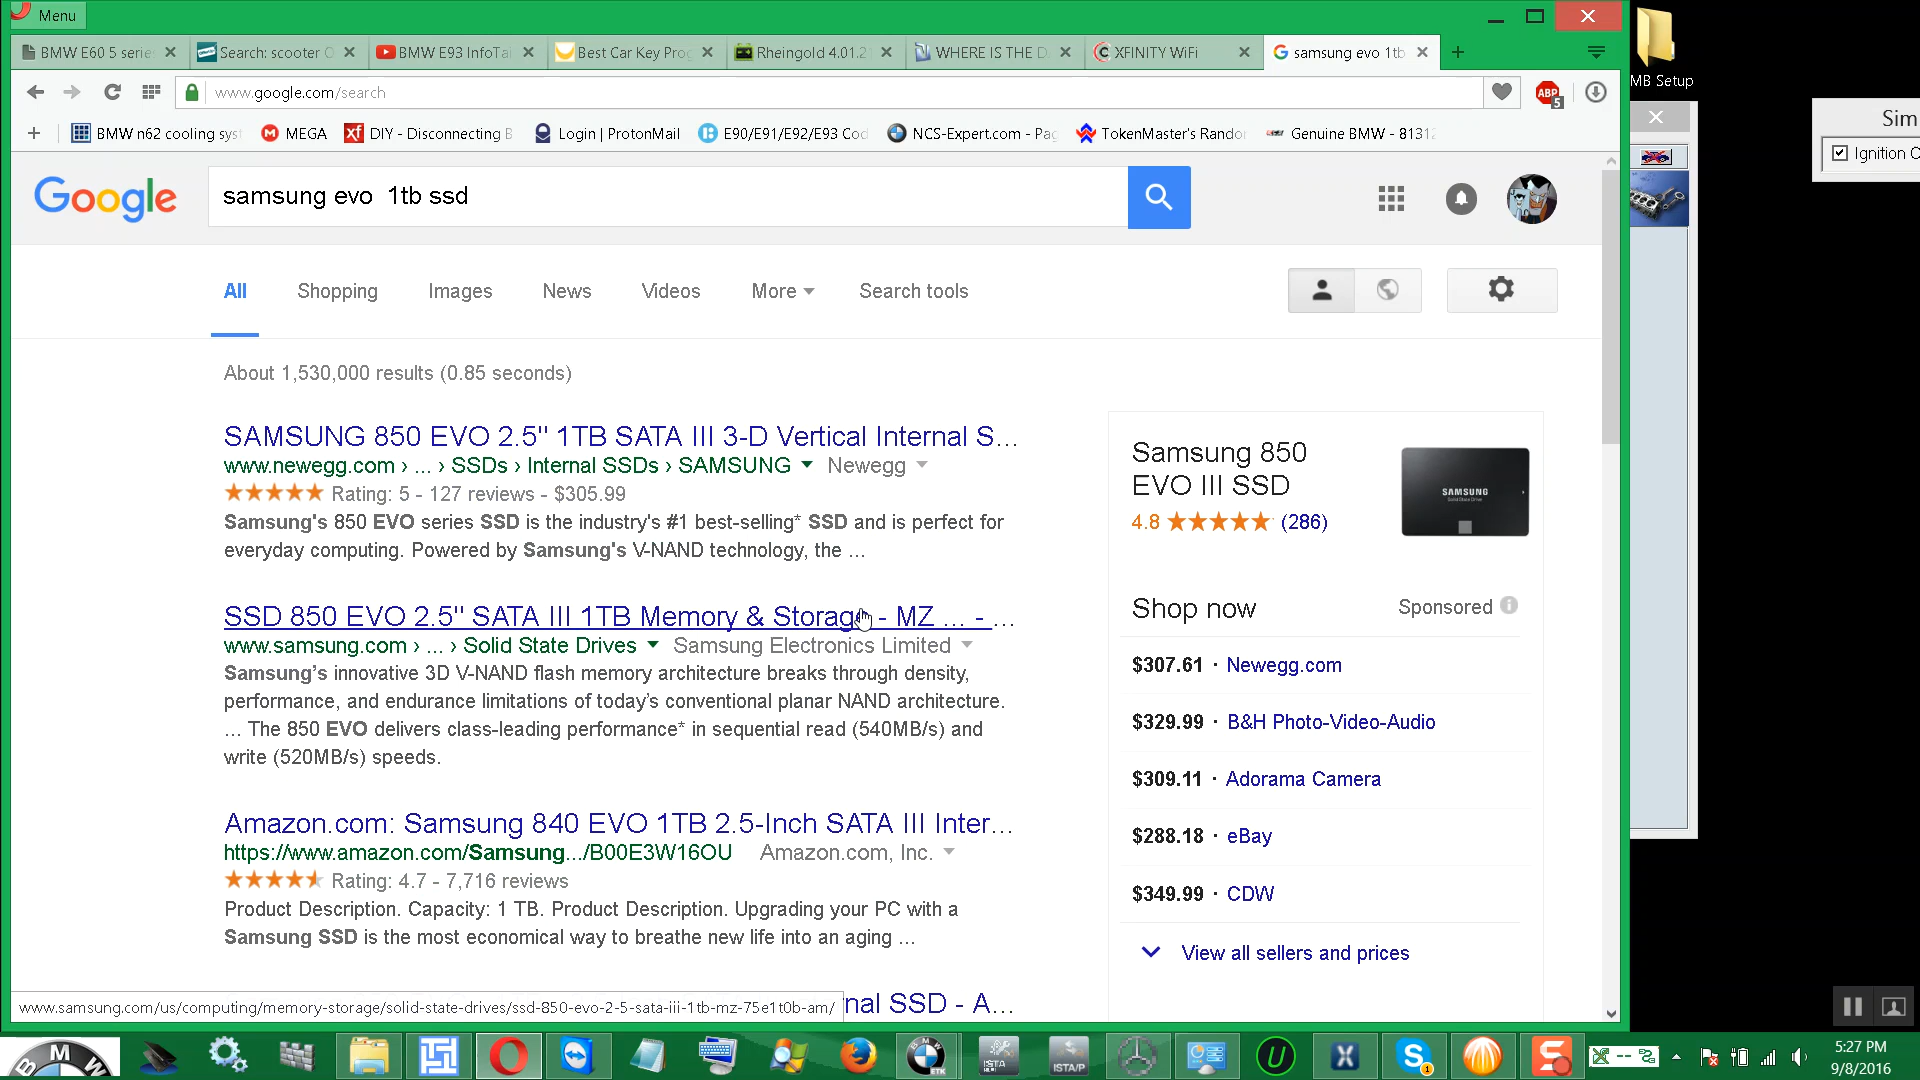 Menu
BMW E60 5 serie
Search: scooter O
BMW E93 InfoTai
Best Car Key Prog
Rheingold 4.01.21
WHERE IS THE D
XFINITY WiFi
samsung evo 1tb
MB Setup
www.google.com/search
ABP
5
BMW n62 cooling syst
MEGA
DIY - Disconnecting B
Login | ProtonMail
E90/E91/E92/E93 Cod
NCS-Expert.com - Pag
TokenMaster's Rando
Genuine BMW - 81312
Sim
Ignition O
Google
samsung evo  1tb ssd
All
Shopping
Images
News
Videos
More
Search tools
About 1,530,000 results (0.85 seconds)
SAMSUNG 850 EVO 2.5" 1TB SATA III 3-D Vertical Internal S...
www.newegg.com › ... › SSDs › Internal SSDs › SAMSUNG Newegg
Rating: 5 - 127 reviews - $305.99
Samsung's 850 EVO series SSD is the industry's #1 best-selling* SSD and is perfect for
everyday computing. Powered by Samsung's V-NAND technology, the ...
SSD 850 EVO 2.5" SATA III 1TB Memory & Storage - MZ ... - ...
www.samsung.com › ... › Solid State Drives Samsung Electronics Limited
Samsung’s innovative 3D V-NAND flash memory architecture breaks through density,
performance, and endurance limitations of today’s conventional planar NAND architecture.
... The 850 EVO delivers class-leading performance* in sequential read (540MB/s) and
write (520MB/s) speeds.
Amazon.com: Samsung 840 EVO 1TB 2.5-Inch SATA III Inter...
https://www.amazon.com/Samsung.../B00E3W16OU Amazon.com, Inc.
Rating: 4.7 - 7,716 reviews
Product Description. Capacity: 1 TB. Product Description. Upgrading your PC with a
Samsung SSD is the most economical way to breathe new life into an aging ...
nal SSD - A...
www.samsung.com/us/computing/memory-storage/solid-state-drives/ssd-850-evo-2-5-sata-iii-1tb-mz-75e1t0b-am/
Samsung 850
EVO III SSD
4.8 (286)
SAMSUNG
Solid State Drive
Shop now
Sponsored
$307.61 · Newegg.com
$329.99 · B&H Photo-Video-Audio
$309.11 · Adorama Camera
$288.18 · eBay
$349.99 · CDW
View all sellers and prices
BMW
ETK
ISTA
ISTA/P
U
X
S
1
S
5:27 PM
9/8/2016